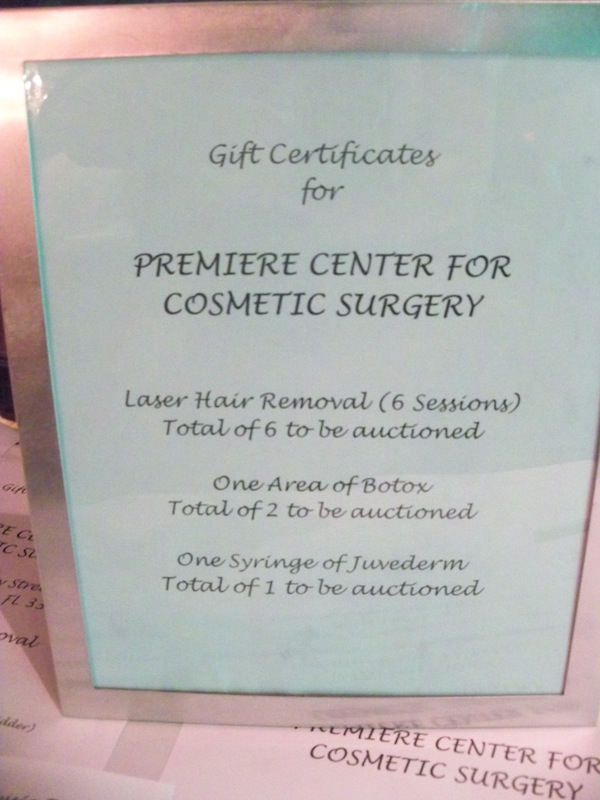 Gift Certificates
for
PREMIERE CENTER FOR
COSMETIC SURGERY
Laser Hair Removal (6 Sessions)
Total of 6 to be auctioned
One Area of Botox
Total of 2 to be auctioned
One Syringe of Juvederm
Total of 1 to be auctioned
PREMIERE CENTER FOR
COSMETIC SURGERY